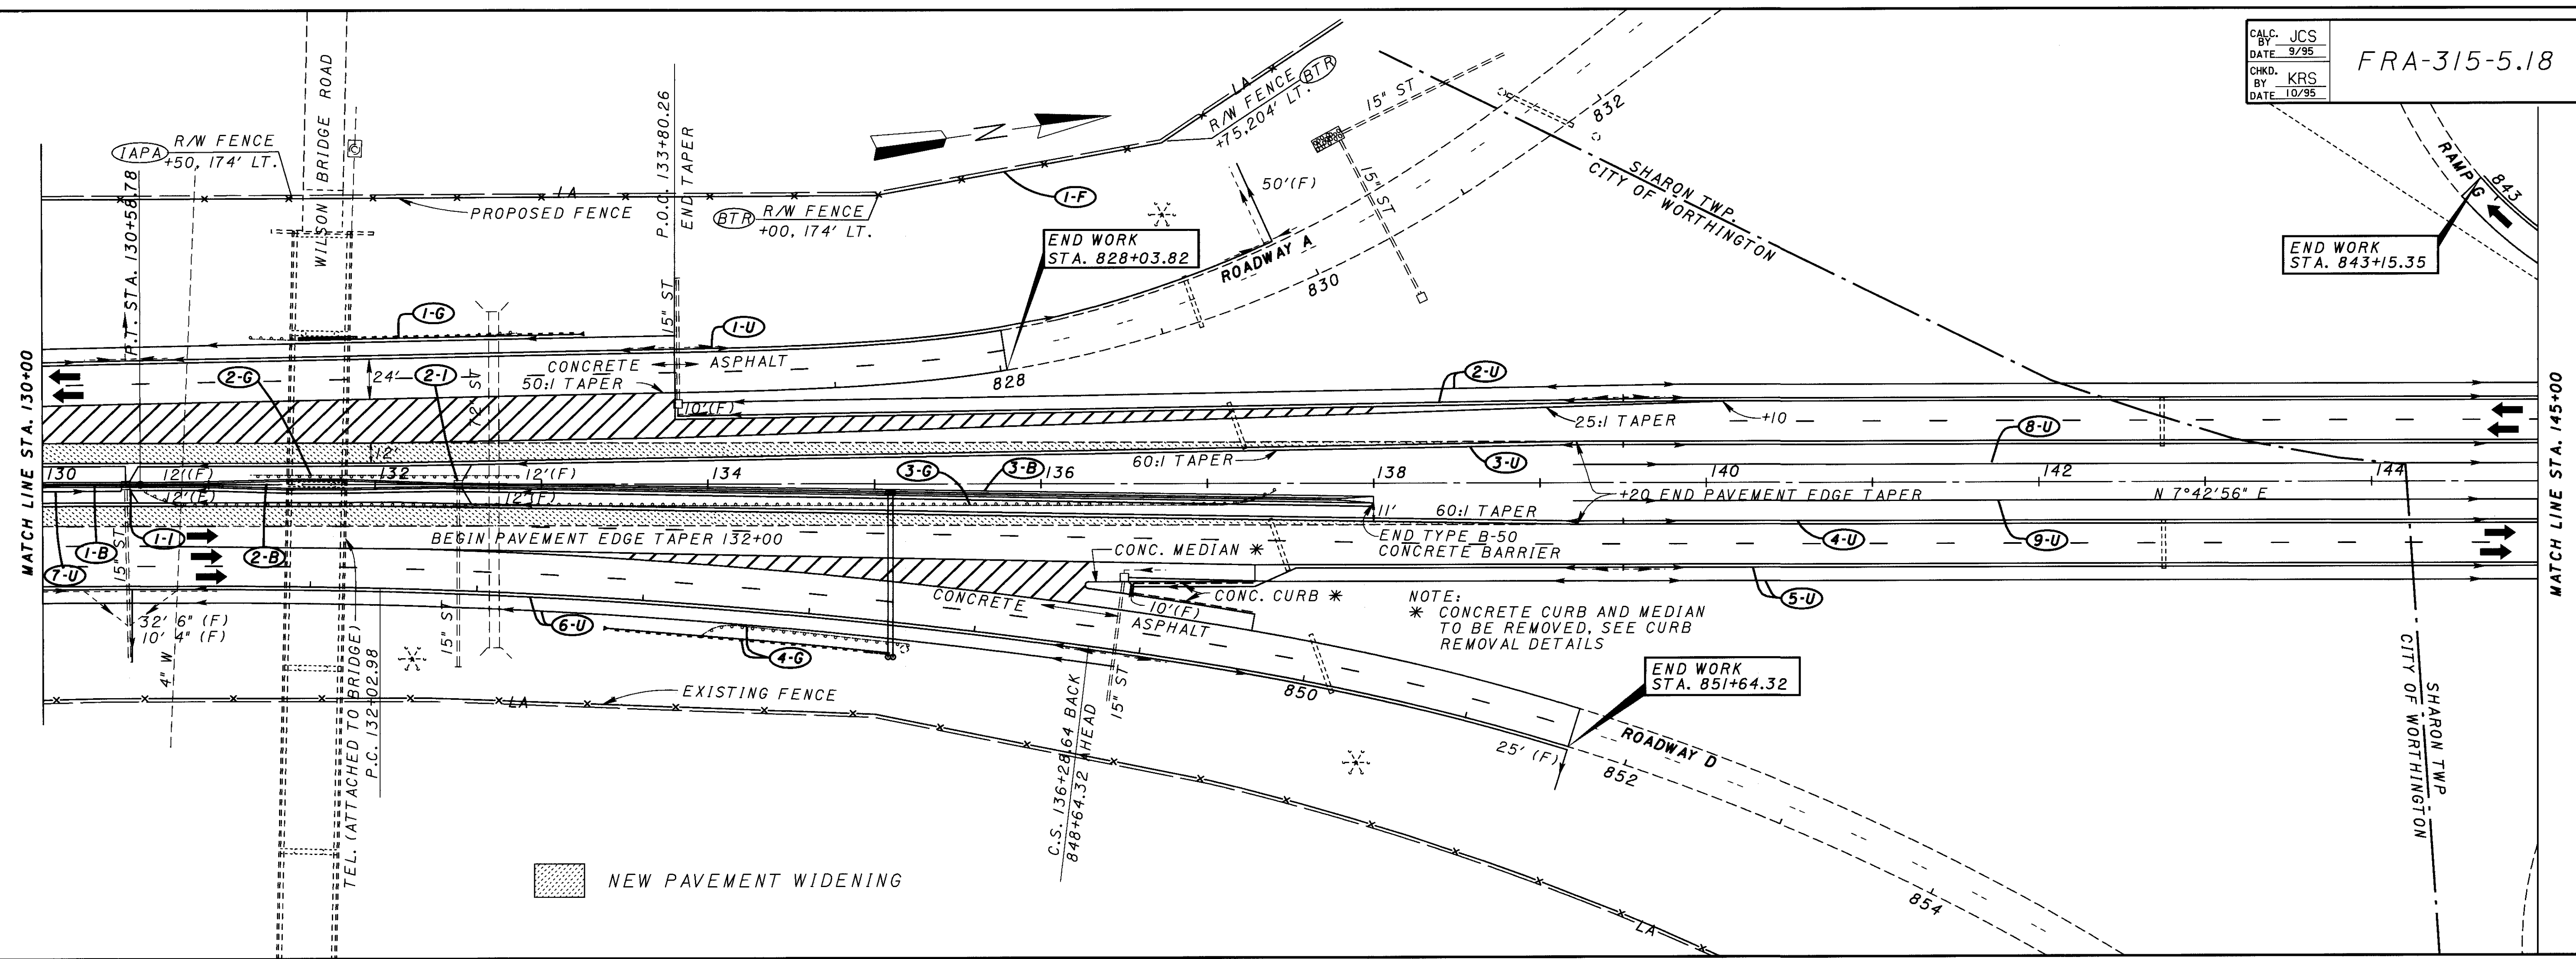 CALC. BY JCS
DATE 9/95
CHKD. BY KRS
DATE 10/95
FRA-315-5.18
MATCH LINE STA. 130+00
MATCH LINE STA. 145+00
WILSON BRIDGE ROAD
IAPA
R/W FENCE
+50, 174' LT.
P.T. STA. 130+58.78
LA
PROPOSED FENCE
P.O.C. 133+80.26
END TAPER
BTR
R/W FENCE
+00, 174' LT.
1-F
N
LA
R/W FENCE
+75,204' LT.
BTR
50'(F)
15" ST
15" ST
832
SHARON TWP.
CITY OF WORTHINGTON
RAMP G
843
END WORK
STA. 843+15.35
END WORK
STA. 828+03.82
ROADWAY A
830
828
1-G
15" ST
1-U
CONCRETE
ASPHALT
50:1 TAPER
24'
2-G
2-I
72" ST
10'(F)
2-U
25:1 TAPER
+10
8-U
12'
130
12'(F)
132
12'(F)
134
3-G
3-B
136
60:1 TAPER
3-U
138
140
142
144
12'(F)
12'(F)
+20 END PAVEMENT EDGE TAPER
N 7°42'56" E
11'
60:1 TAPER
BEGIN PAVEMENT EDGE TAPER 132+00
END TYPE B-50
CONCRETE BARRIER
4-U
9-U
1-B
1-I
2-B
7-U
15" ST
CONC. MEDIAN *
CONC. CURB *
10'(F)
CONCRETE
ASPHALT
5-U
NOTE:
* CONCRETE CURB AND MEDIAN
TO BE REMOVED, SEE CURB
REMOVAL DETAILS
32' 6" (F)
10' 4" (F)
4" W
TEL. (ATTACHED TO BRIDGE)
P.C. 132+02.98
15" ST
6-U
4-G
EXISTING FENCE
LA
15" ST
C.S. 136+28.64 BACK
848+64.32 AHEAD
850
END WORK
STA. 851+64.32
25' (F)
ROADWAY D
852
854
LA
SHARON TWP
CITY OF WORTHINGTON
NEW PAVEMENT WIDENING